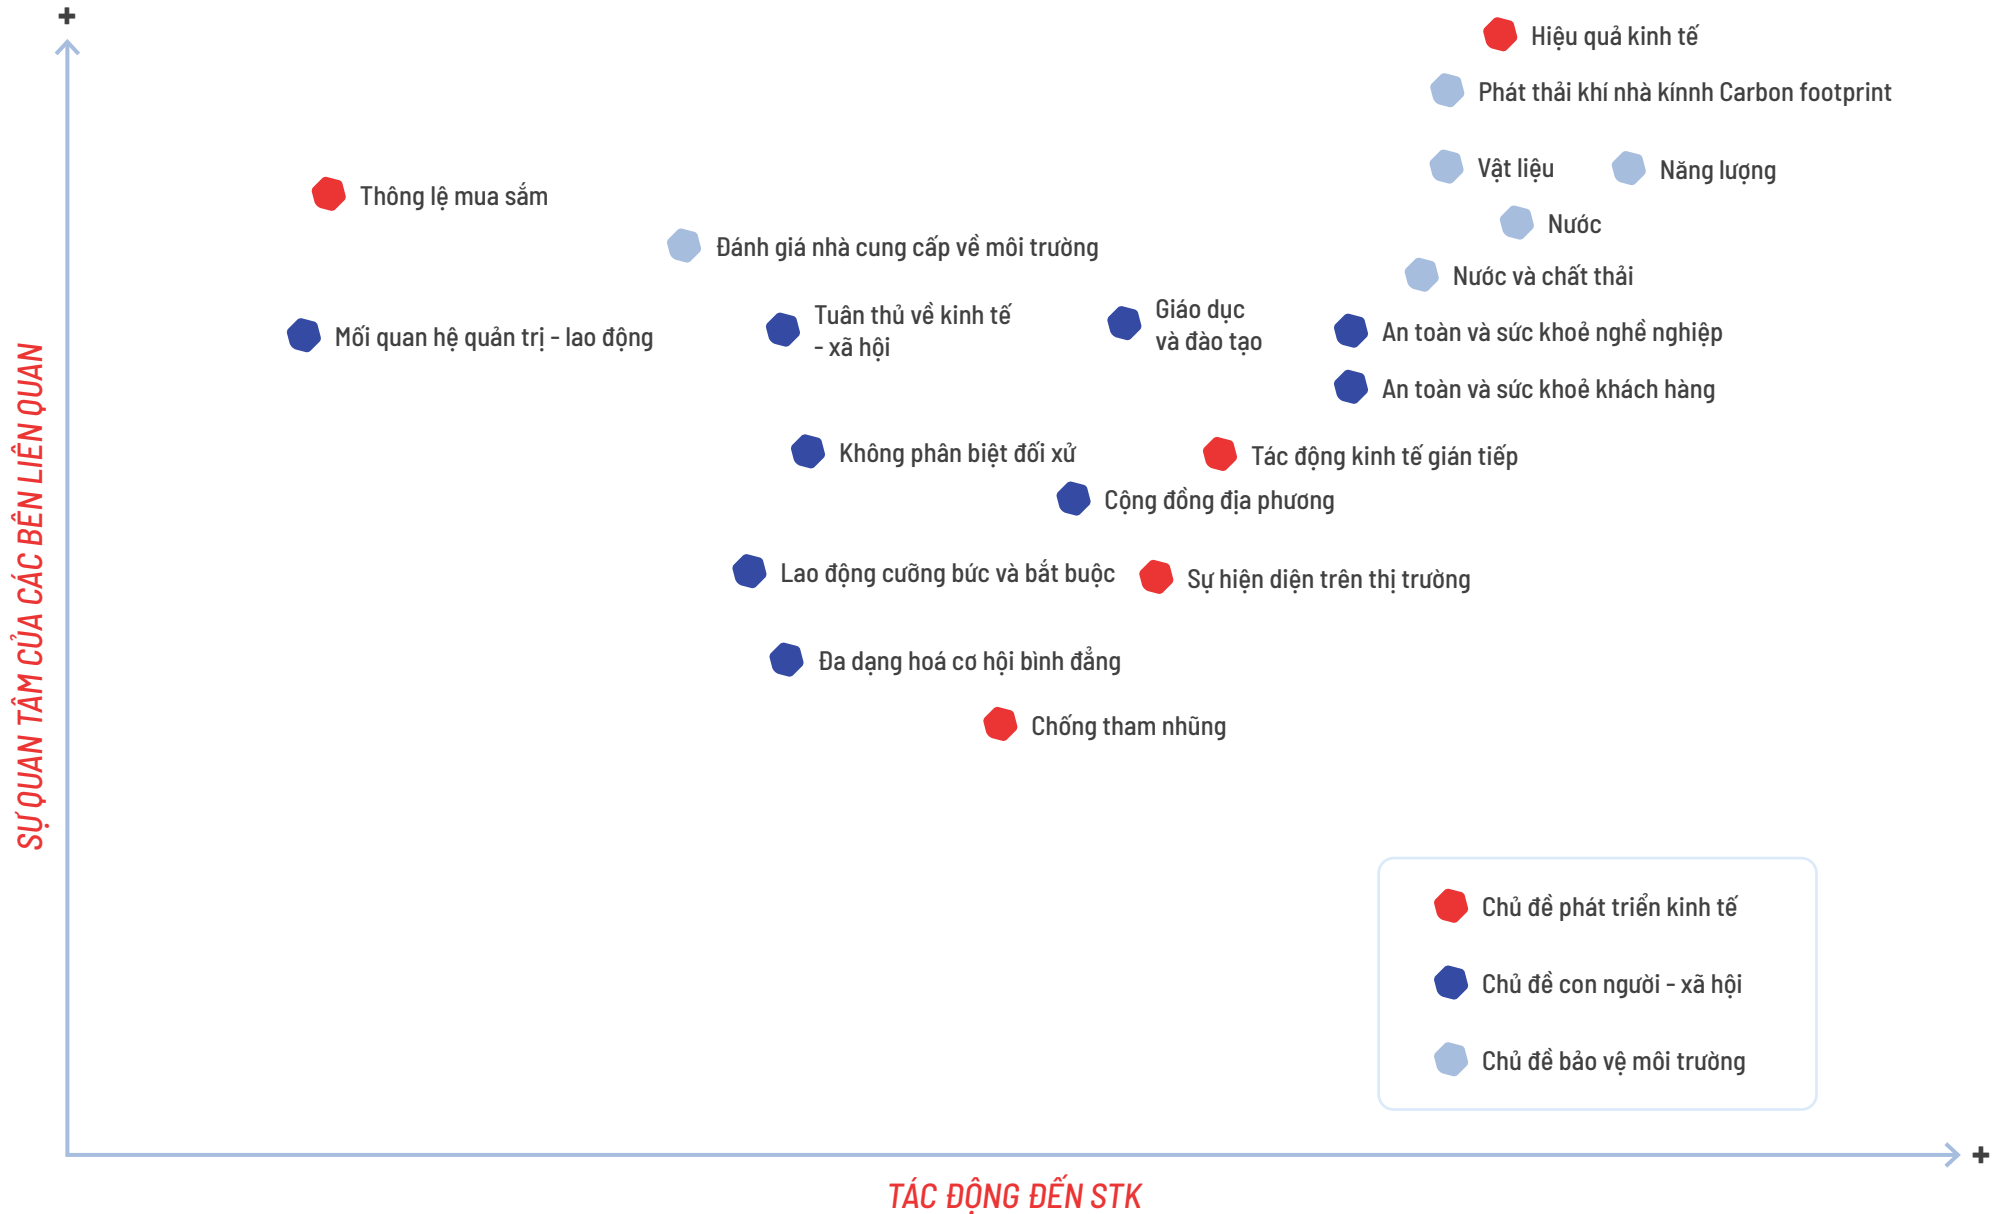 +
Hiệu quả kinh tế
Phát thải khí nhà kínnh Carbon footprint
Vật liệu
Năng lượng
Thông lệ mua sắm
Nước
Đánh giá nhà cung cấp về môi trường
Nước và chất thải
Mối quan hệ quản trị - lao động
Tuân thủ về kinh tế
- xã hội
Giáo dục
và đào tạo
An toàn và sức khoẻ nghề nghiệp
An toàn và sức khoẻ khách hàng
Không phân biệt đối xử
Tác động kinh tế gián tiếp
Cộng đồng địa phương
Lao động cưỡng bức và bắt buộc
Sự hiện diện trên thị trường
Đa dạng hoá cơ hội bình đẳng
Chống tham nhũng
SỰ QUAN TÂM CỦA CÁC BÊN LIÊN QUAN
Chủ đề phát triển kinh tế
Chủ đề con người - xã hội
Chủ đề bảo vệ môi trường
+
TÁC ĐỘNG ĐẾN STK